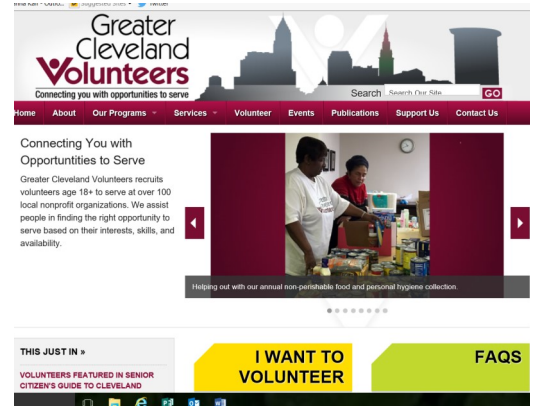 Suggested Sites
Twitter
Greater
Cleveland
Volunteers
Connecting you with opportunities to serve
Search Search Our Site GO
Home About Our Programs Services Volunteer Events Publications Support Us Contact Us
Connecting You with
Opportuntities to Serve
Greater Cleveland Volunteers recruits
volunteers age 18+ to serve at over 100
local nonprofit organizations. We assist
people in finding the right opportunity to
serve based on their interests, skills, and
availability.
Helping out with our annual non-perishable food and personal hygiene collection.
THIS JUST IN »
VOLUNTEERS FEATURED IN SENIOR
CITIZEN'S GUIDE TO CLEVELAND
I WANT TO
VOLUNTEER
FAQS